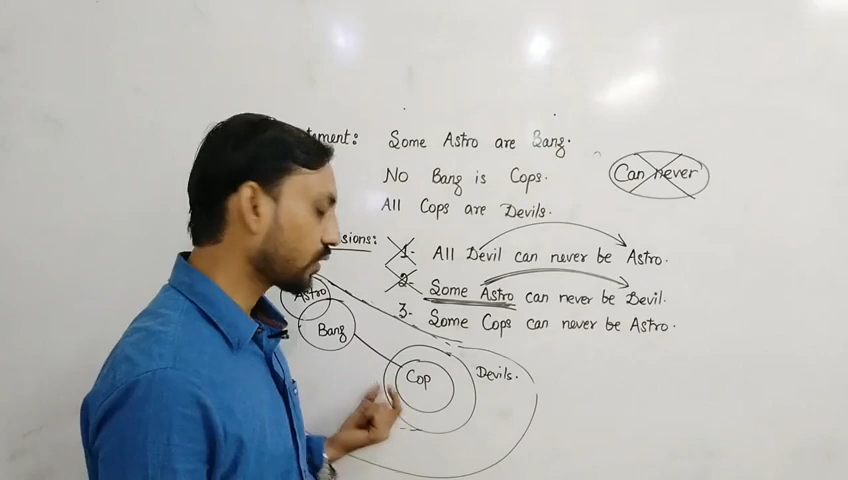 tement: Some Astro are Bang.
No Bang is Cops.
All Cops are Devils.
Can never
sions: 1- All Devil can never be Astro.
2- Some Astro can never be Devil.
3- Some Cops can never be Astro.
Astro
Bang
Cop
Devils.